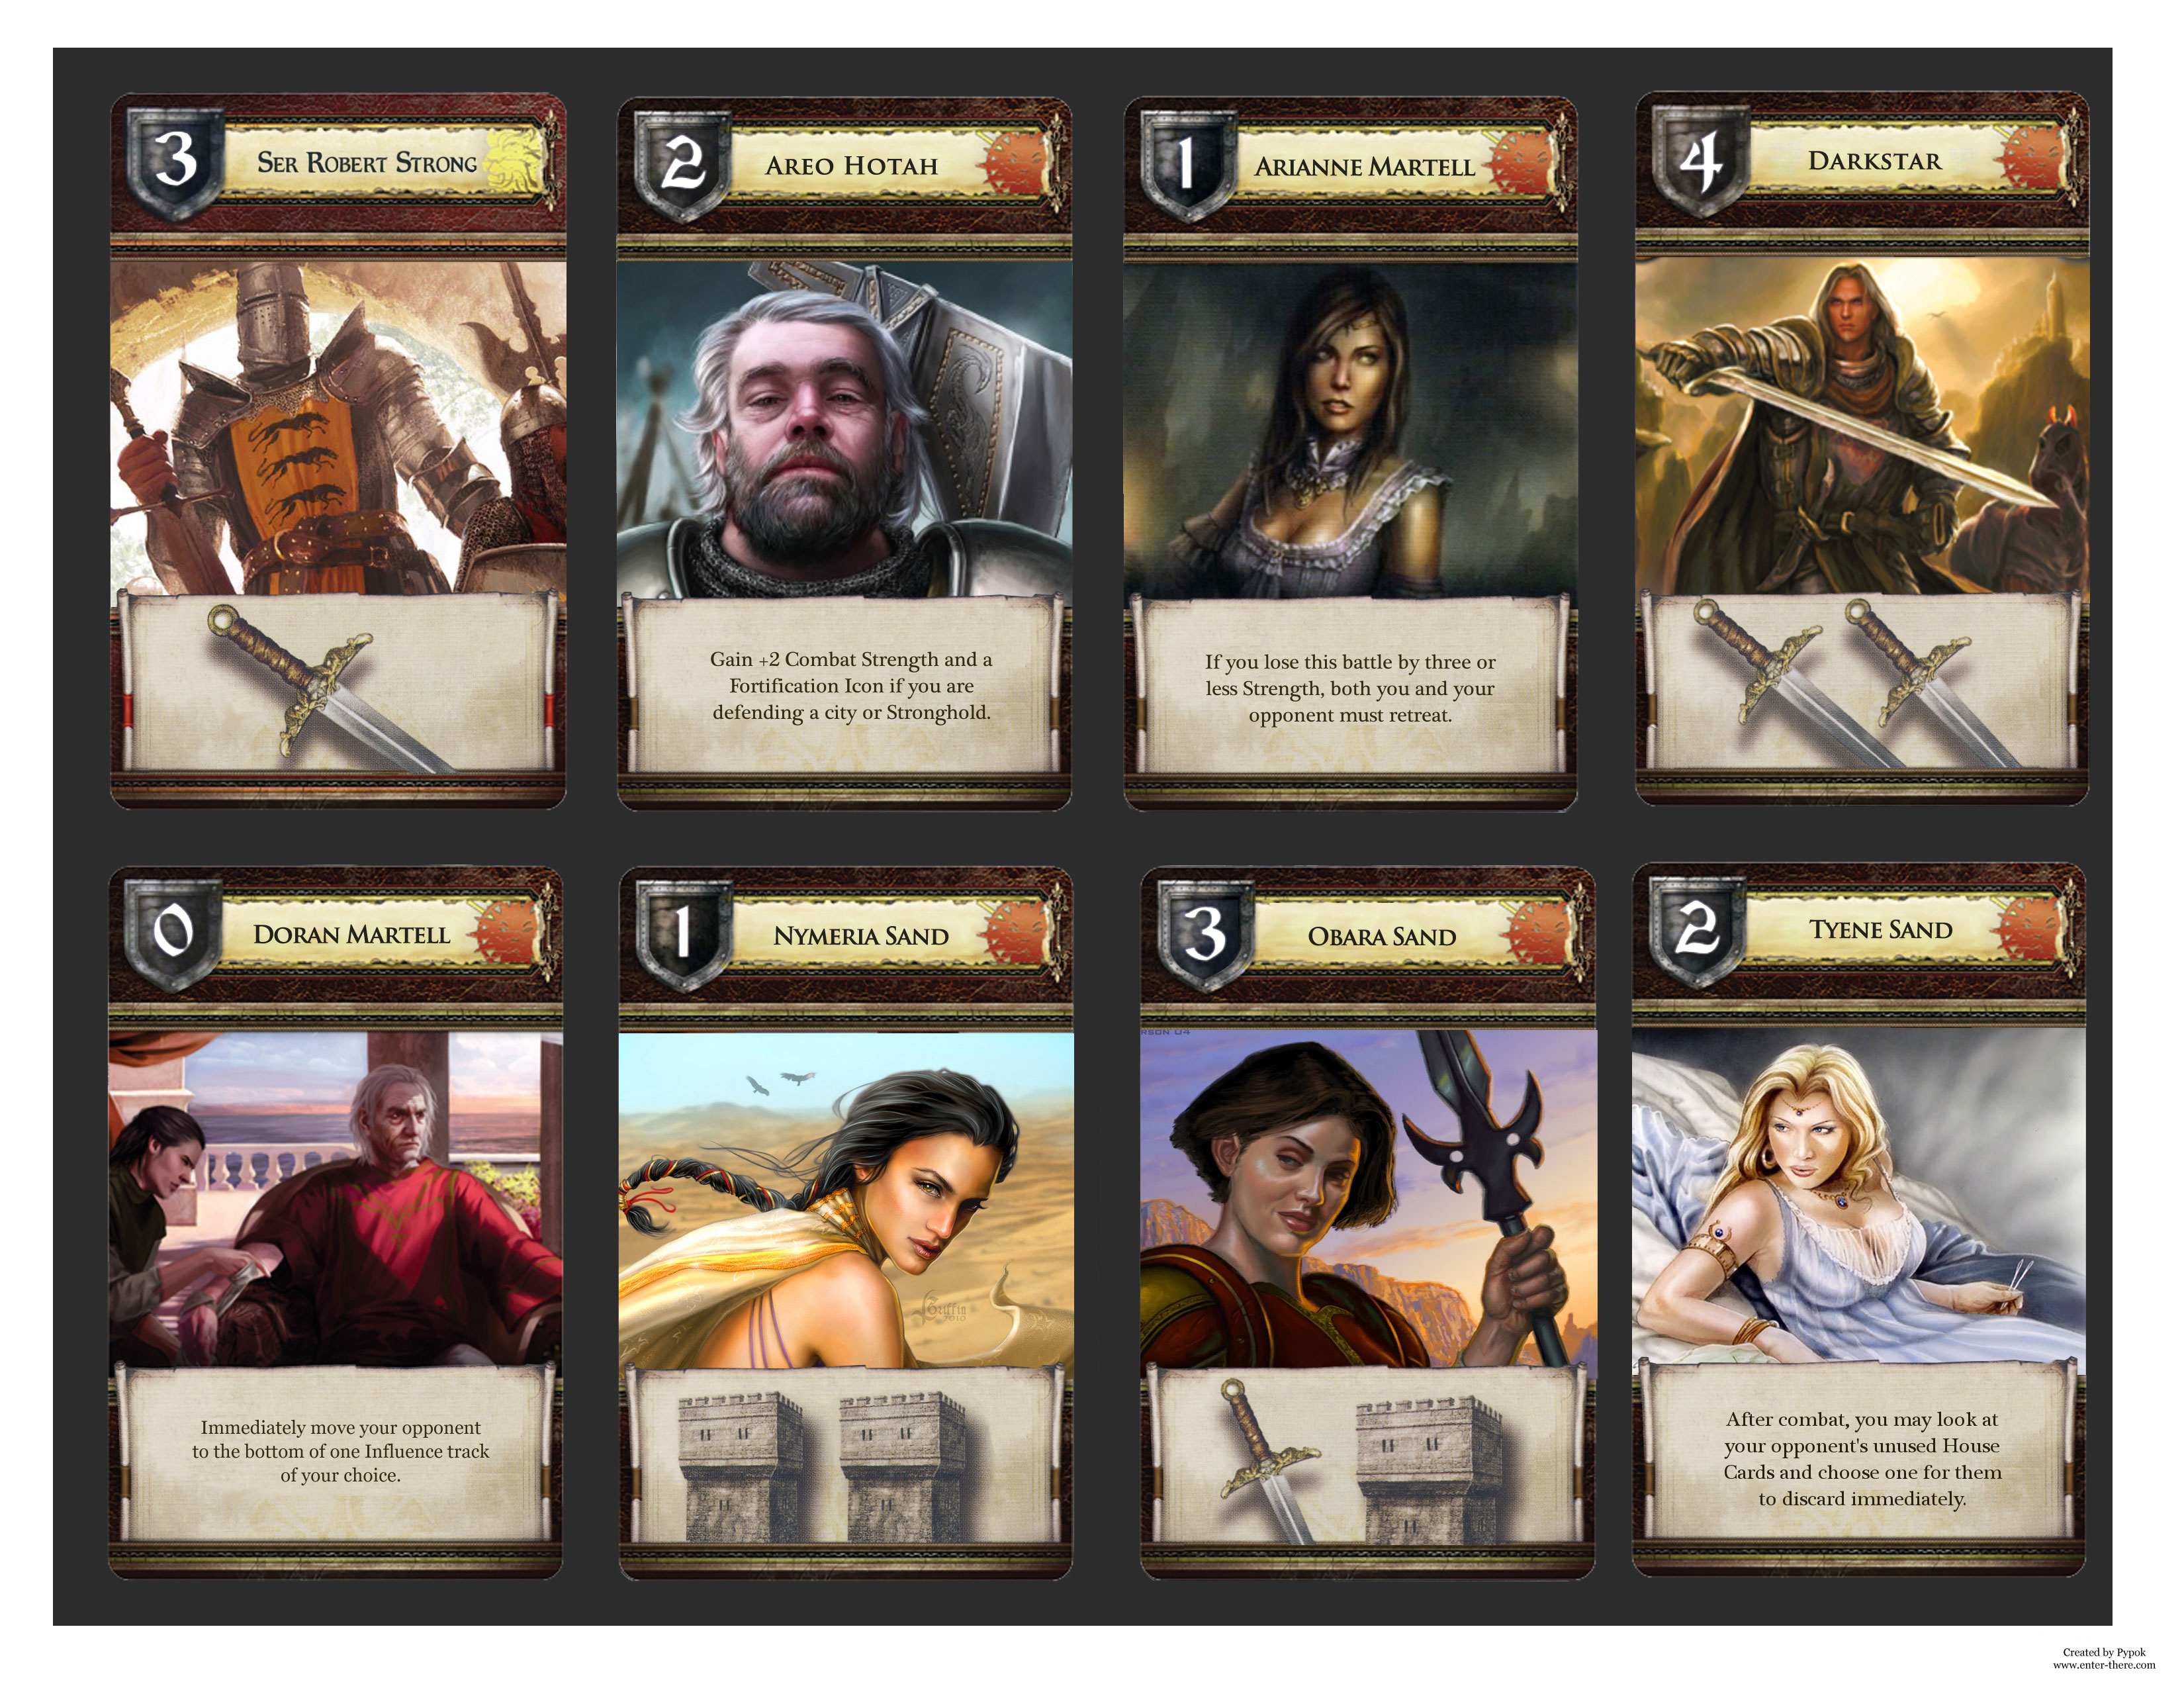 3
SER ROBERT STRONG
2
AREO HOTAH
Gain +2 Combat Strength and a
Fortification Icon if you are
defending a city or Stronghold.
1
ARIANNE MARTELL
If you lose this battle by three or
less Strength, both you and your
opponent must retreat.
4
DARKSTAR
0
DORAN MARTELL
Immediately move your opponent
to the bottom of one Influence track
of your choice.
1
NYMERIA SAND
Griffin
2010
3
OBARA SAND
RSON 04
2
TYENE SAND
After combat, you may look at
your opponent's unused House
Cards and choose one for them
to discard immediately.
Created by Pypok
www.enter-there.com